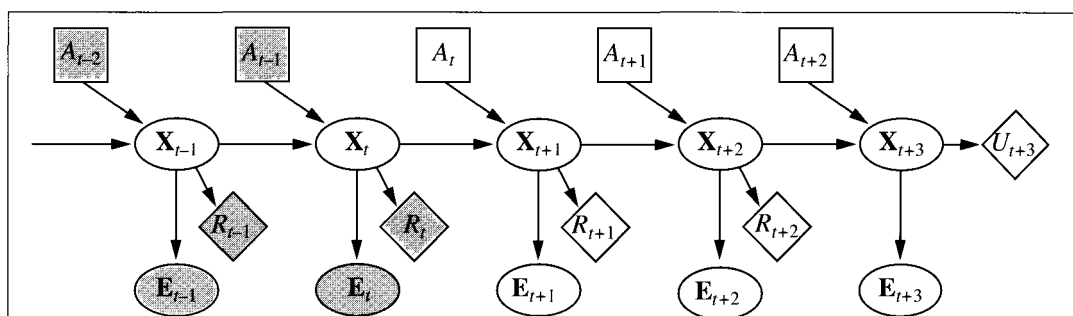 A_{t–2} A_{t–1} A_t A_{t+1} A_{t+2}
X_{t–1} X_t X_{t+1} X_{t+2} X_{t+3} U_{t+3}
R_{t–1} R_t R_{t+1} R_{t+2}
E_{t–1} E_t E_{t+1} E_{t+2} E_{t+3}